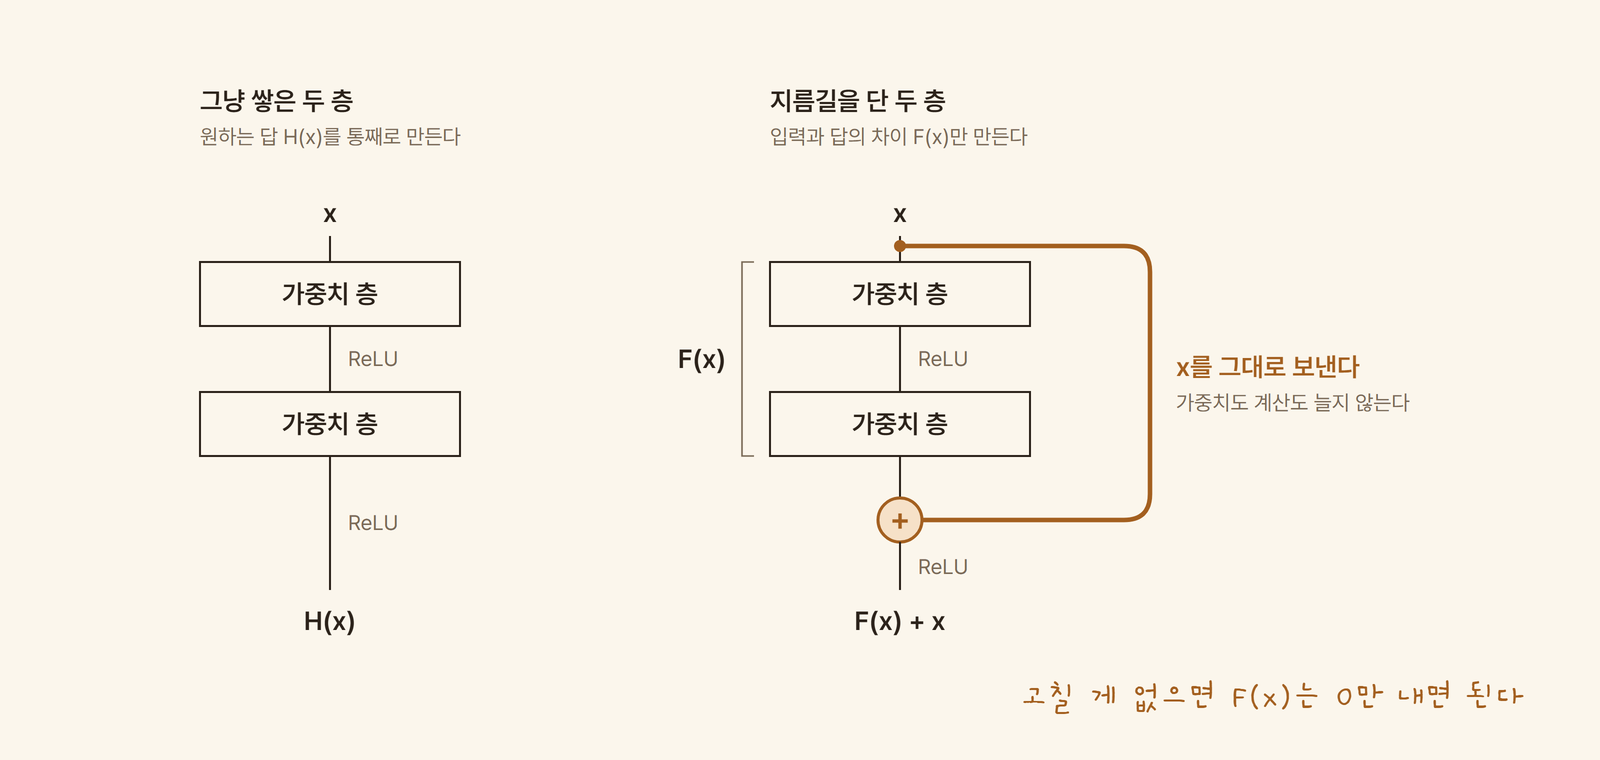 그냥 쌓은 두 층
원하는 답 H(x)를 통째로 만든다
x
가중치 층
ReLU
가중치 층
ReLU
H(x)
지름길을 단 두 층
입력과 답의 차이 F(x)만 만든다
x
가중치 층
F(x)
ReLU
가중치 층
+
ReLU
F(x) + x
x를 그대로 보낸다
가중치도 계산도 늘지 않는다
고칠 게 없으면 F(x)는 0만 내면 된다